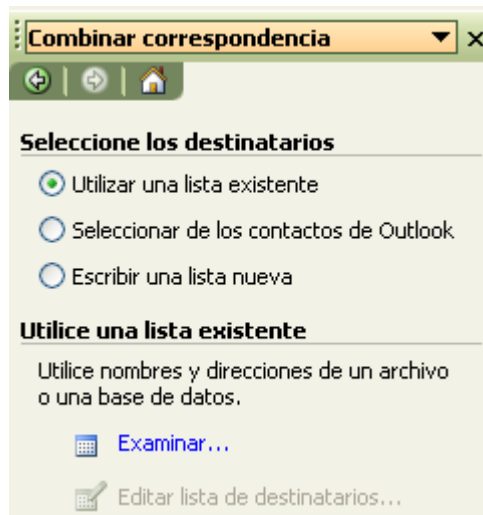 Combinar correspondencia
Seleccione los destinatarios
Utilizar una lista existente
Seleccionar de los contactos de Outlook
Escribir una lista nueva
Utilice una lista existente
Utilice nombres y direcciones de un archivo
o una base de datos.
Examinar...
Editar lista de destinatarios...